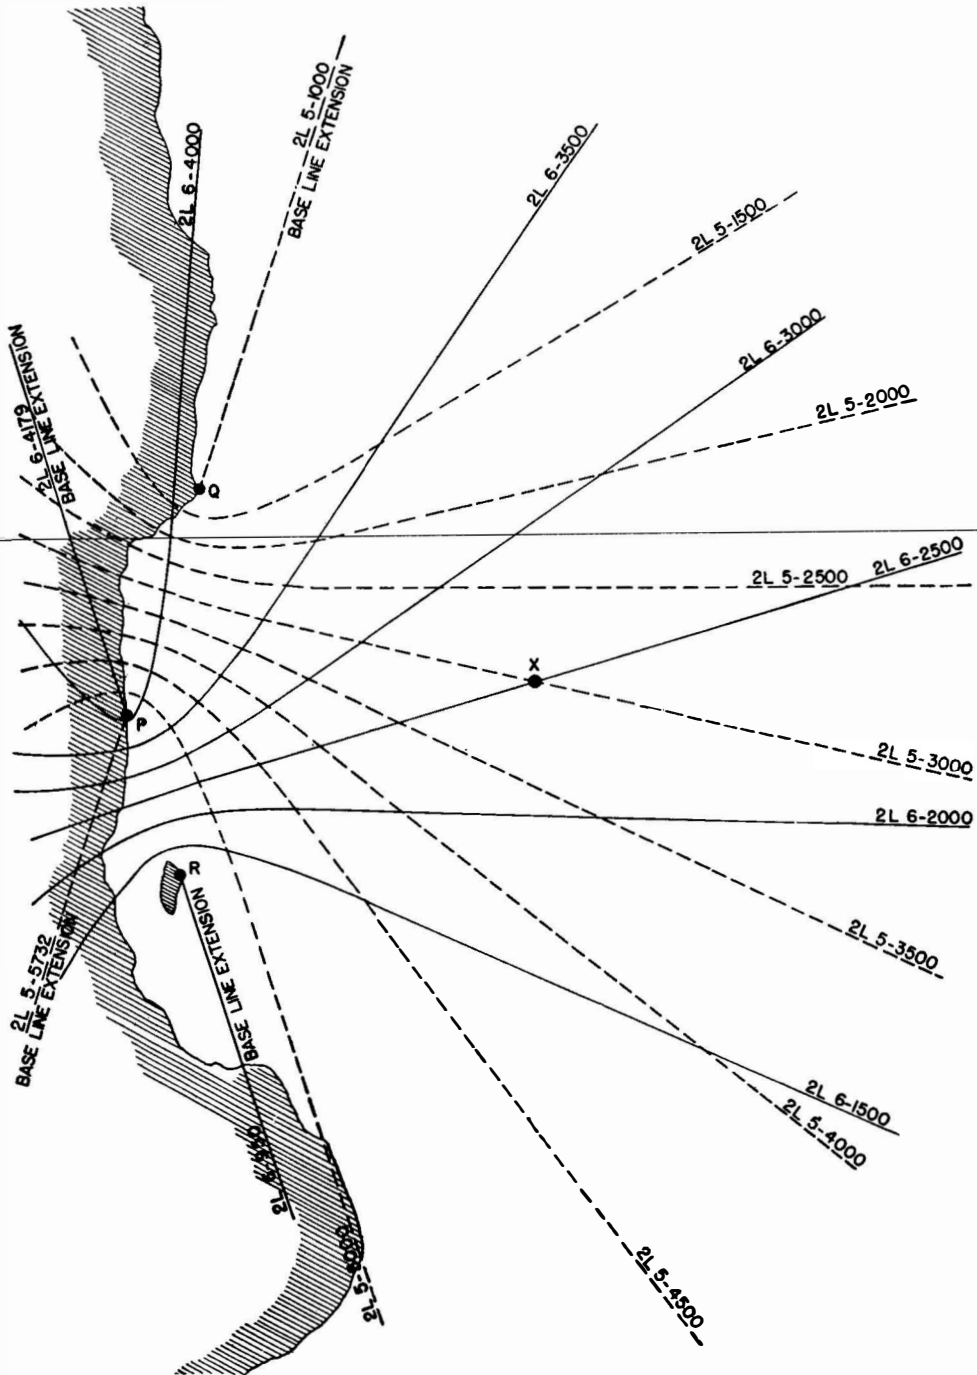 2L 5-1000
BASE LINE EXTENSION
2L 6-4000
2L 6-3500
2L 5-1500
2L 6-3000
2L 6-4179
BASE LINE EXTENSION
2L 5-2000
Q
2L 6-2500
2L 5-2500
X
P
2L 5-3000
2L 6-2000
R
BASE LINE EXTENSION
2L 5-3500
2L 5-5732
BASE LINE EXTENSION
2L 6-1500
2L 5-4000
2L 5-5000
2L 5-4500